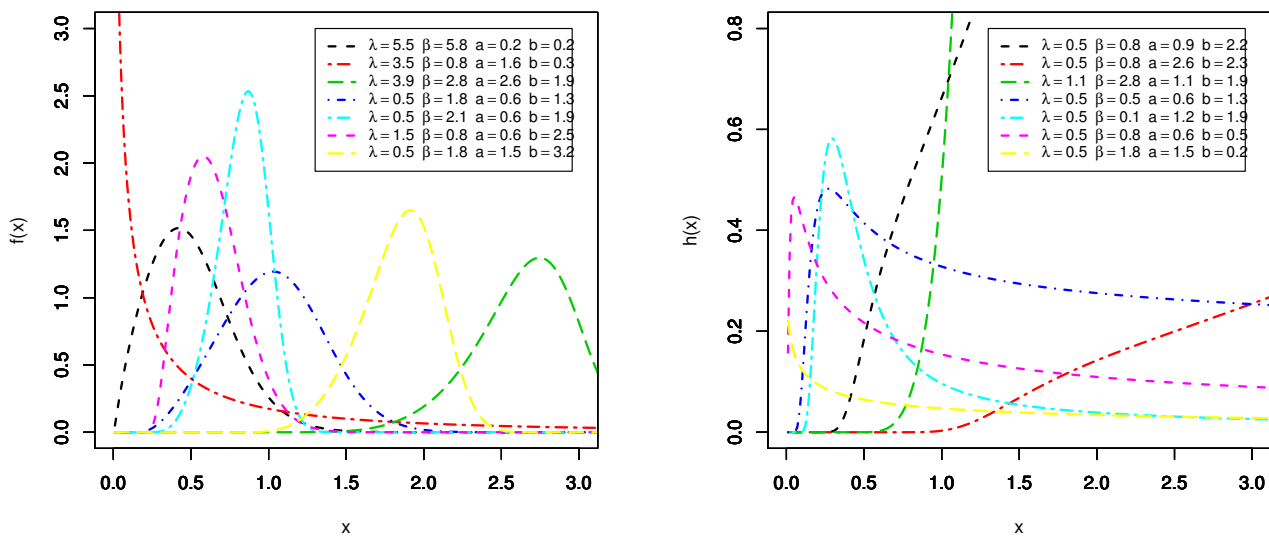 3.0
2.5
2.0
1.5
1.0
0.5
0.0
f(x)
0.0 0.5 1.0 1.5 2.0 2.5 3.0
x
λ = 5.5 β = 5.8 a = 0.2 b = 0.2
λ = 3.5 β = 0.8 a = 1.6 b = 0.3
λ = 3.9 β = 2.8 a = 2.6 b = 1.9
λ = 0.5 β = 1.8 a = 0.6 b = 1.3
λ = 0.5 β = 2.1 a = 0.6 b = 1.9
λ = 1.5 β = 0.8 a = 0.6 b = 2.5
λ = 0.5 β = 1.8 a = 1.5 b = 3.2
0.8
0.6
0.4
0.2
0.0
h(x)
0.0 0.5 1.0 1.5 2.0 2.5 3.0
x
λ = 0.5 β = 0.8 a = 0.9 b = 2.2
λ = 0.5 β = 0.8 a = 2.6 b = 2.3
λ = 1.1 β = 2.8 a = 1.1 b = 1.9
λ = 0.5 β = 0.5 a = 0.6 b = 1.3
λ = 0.5 β = 0.1 a = 1.2 b = 1.9
λ = 0.5 β = 0.8 a = 0.6 b = 0.5
λ = 0.5 β = 1.8 a = 1.5 b = 0.2